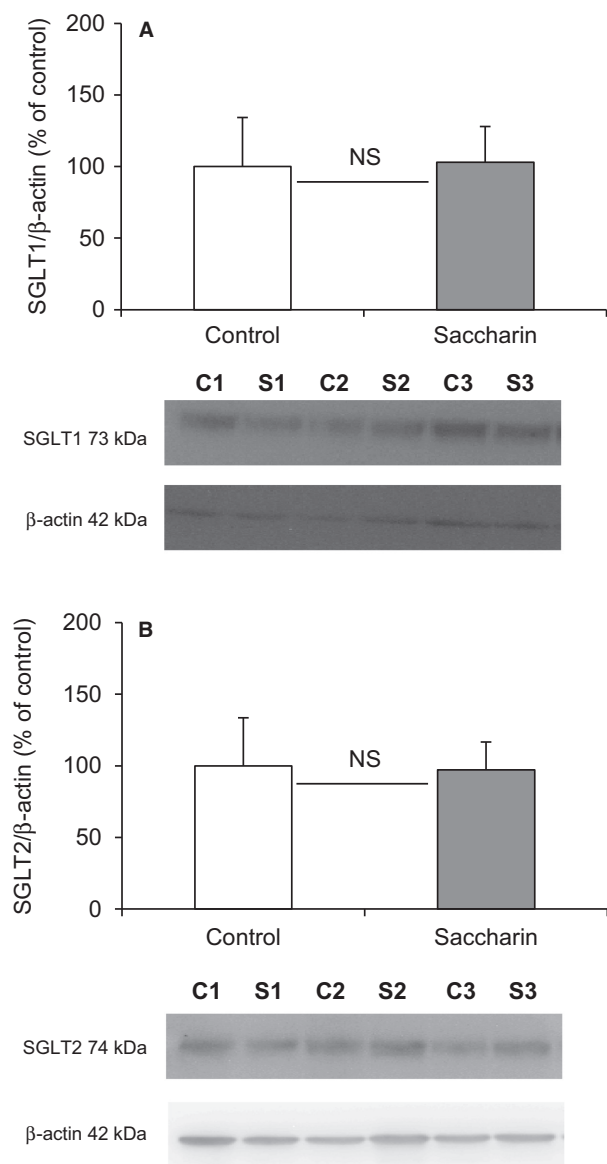 A
SGLT1/β-actin (% of control)
200
150
100
50
0
NS
Control Saccharin
C1 S1 C2 S2 C3 S3
SGLT1 73 kDa
β-actin 42 kDa
B
SGLT2/β-actin (% of control)
200
150
100
50
0
NS
Control Saccharin
C1 S1 C2 S2 C3 S3
SGLT2 74 kDa
β-actin 42 kDa